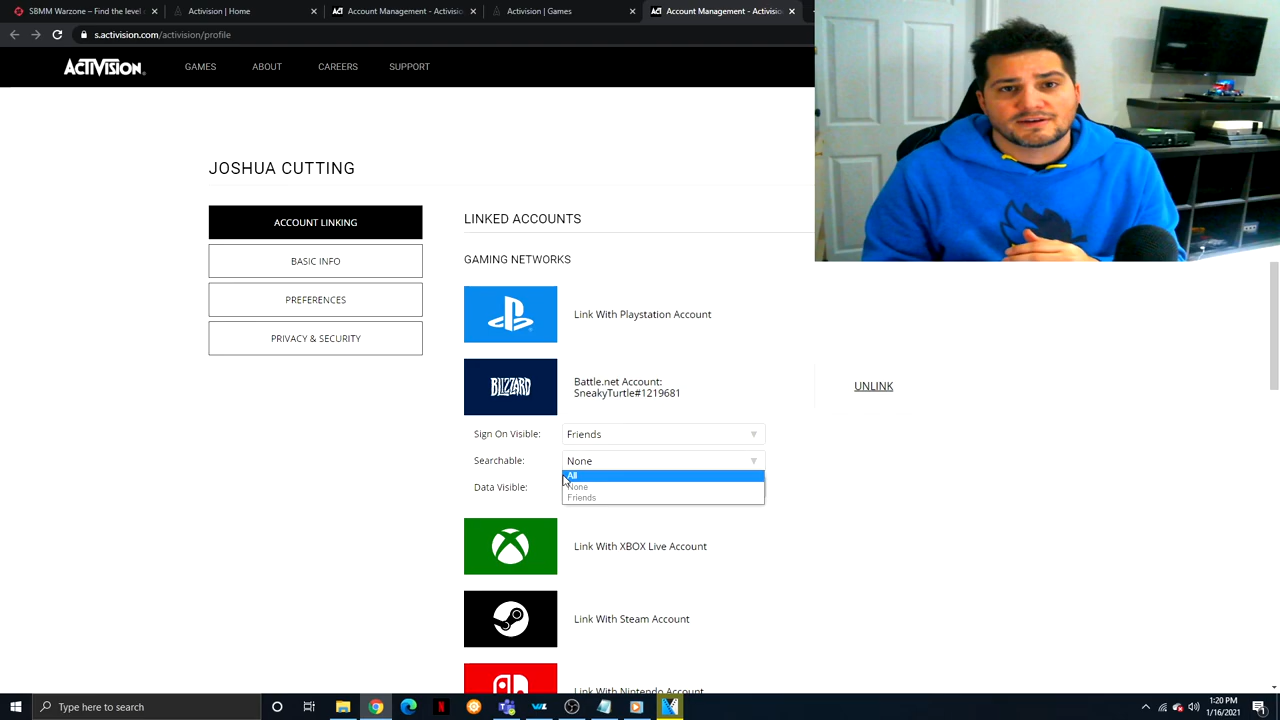 SBMM Warzone – Find the level
Activision | Home
Account Management - Activision
Activision | Games
Account Management - Activision
s.activision.com/activision/profile
ACTIVISION
GAMES
ABOUT
CAREERS
SUPPORT
JOSHUA CUTTING
ACCOUNT LINKING
BASIC INFO
PREFERENCES
PRIVACY & SECURITY
LINKED ACCOUNTS
GAMING NETWORKS
Link With Playstation Account
BLIZZARD
Battle.net Account:
SneakyTurtle#1219681
UNLINK
Sign On Visible: Friends
Searchable: None
All
None
Friends
Data Visible:
Link With XBOX Live Account
Link With Steam Account
Link With Nintendo Account
Type here to search
1:20 PM
1/16/2021